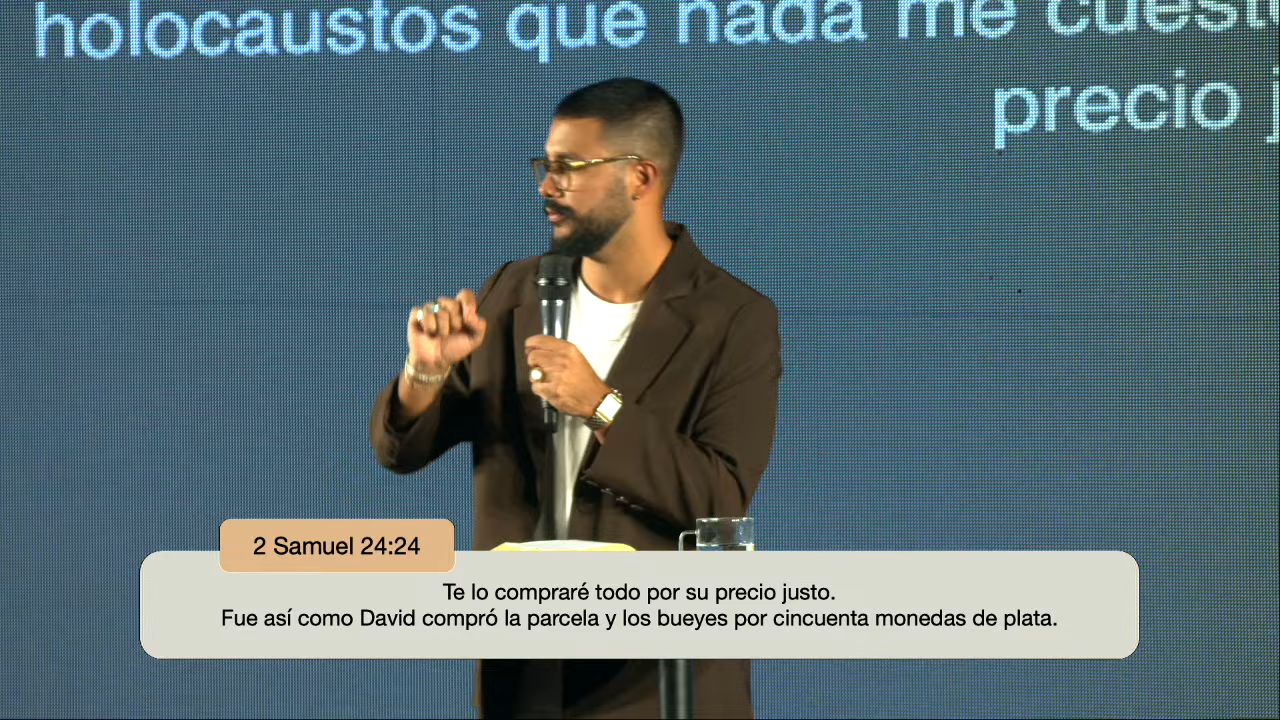 holocaustos que nada me cuest
precio j
2 Samuel 24:24
Te lo compraré todo por su precio justo.
Fue así como David compró la parcela y los bueyes por cincuenta monedas de plata.